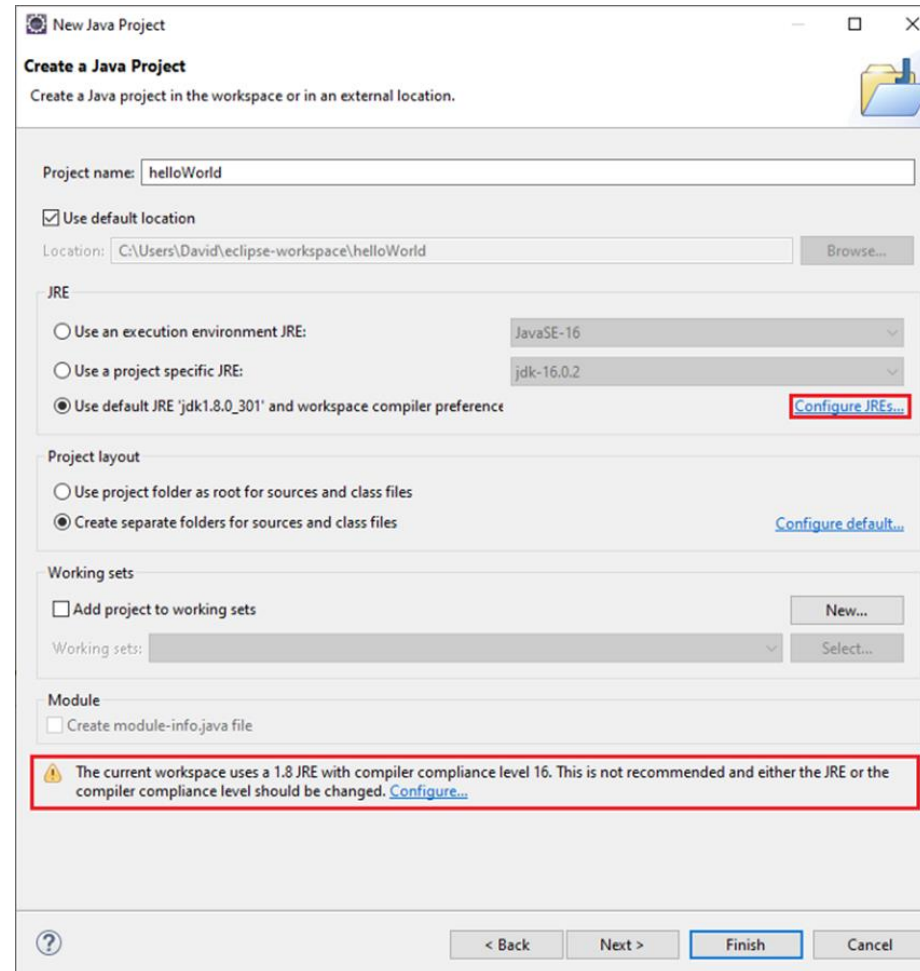 New Java Project
Create a Java Project
Create a Java project in the workspace or in an external location.
Project name: helloWorld
Use default location
Location: C:\Users\David\eclipse-workspace\helloWorld Browse...
JRE
Use an execution environment JRE: JavaSE-16
Use a project specific JRE: jdk-16.0.2
Use default JRE 'jdk1.8.0_301' and workspace compiler preference Configure JREs...
Project layout
Use project folder as root for sources and class files
Create separate folders for sources and class files Configure default...
Working sets
Add project to working sets New...
Working sets: Select...
Module
Create module-info.java file
The current workspace uses a 1.8 JRE with compiler compliance level 16. This is not recommended and either the JRE or the
compiler compliance level should be changed. Configure...
? < Back Next > Finish Cancel